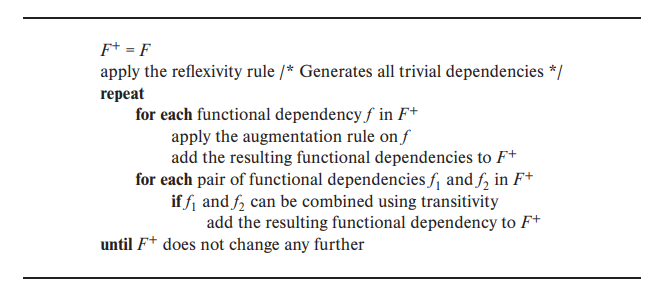 F⁺ = F
apply the reflexivity rule /* Generates all trivial dependencies */
repeat
for each functional dependency f in F⁺
apply the augmentation rule on f
add the resulting functional dependencies to F⁺
for each pair of functional dependencies f₁ and f₂ in F⁺
if f₁ and f₂ can be combined using transitivity
add the resulting functional dependency to F⁺
until F⁺ does not change any further